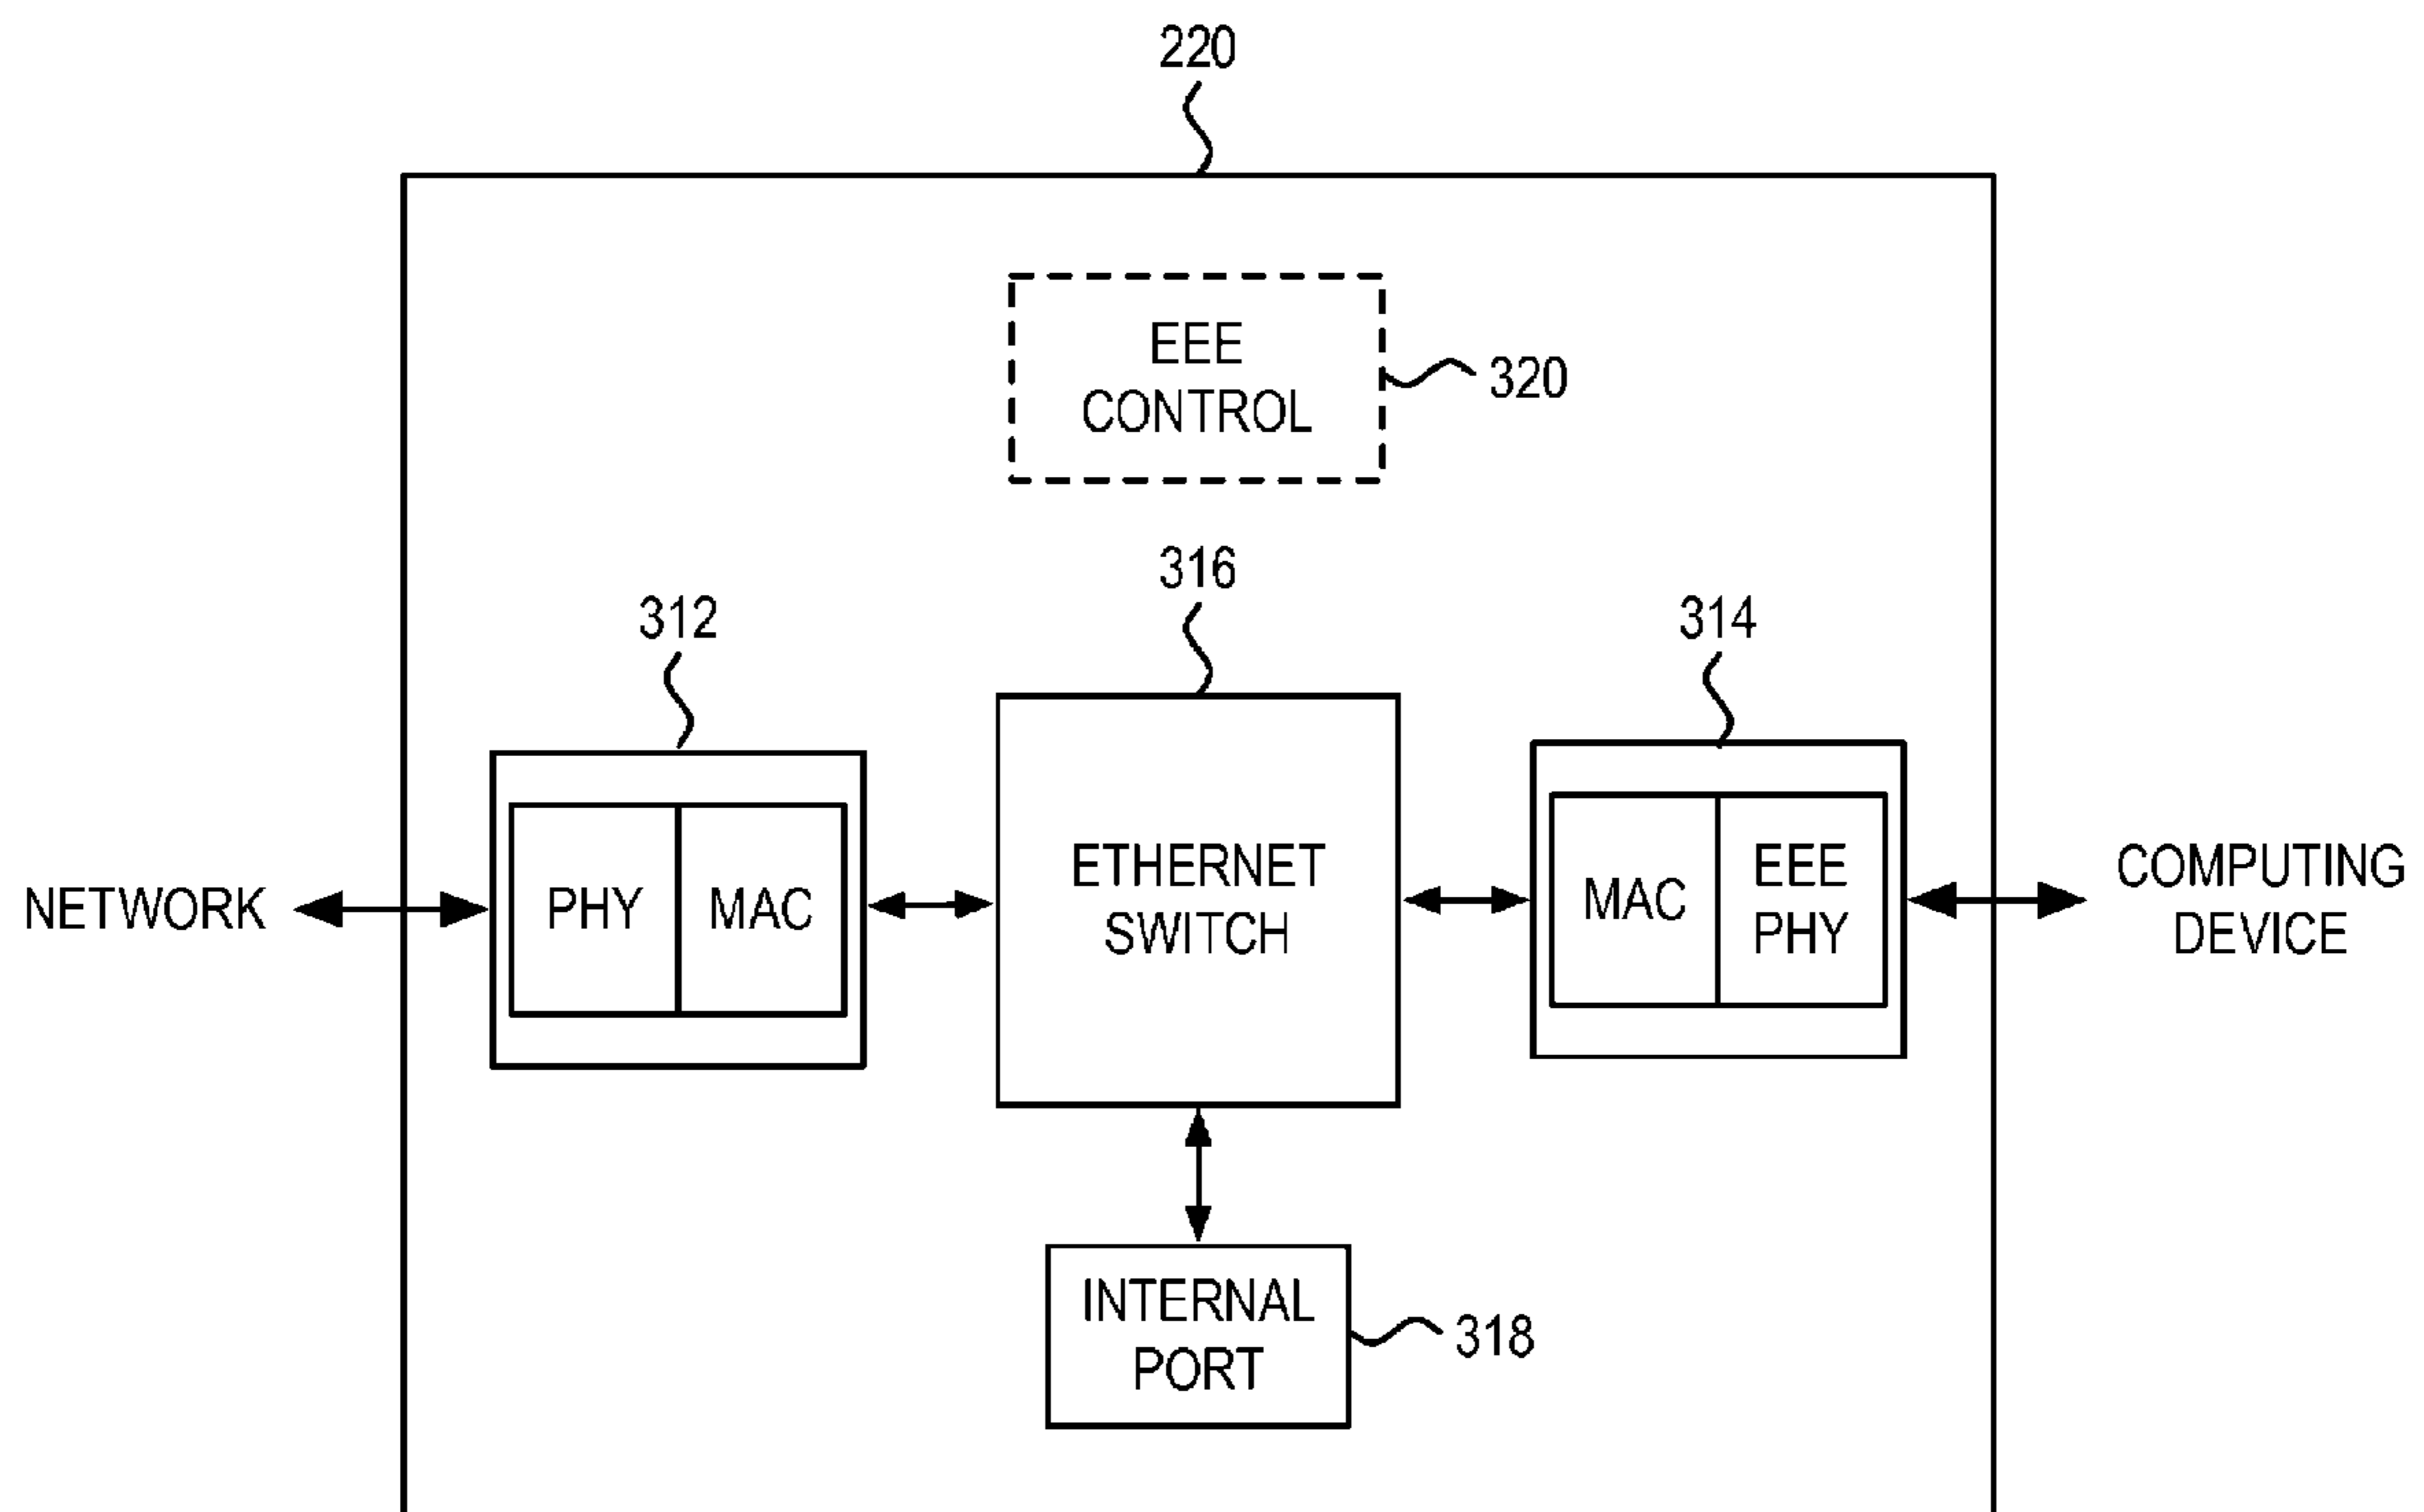 220
EEE
CONTROL
320
316
312
314
NETWORK
PHY
MAC
ETHERNET
SWITCH
MAC
EEE
PHY
COMPUTING
DEVICE
INTERNAL
PORT
318